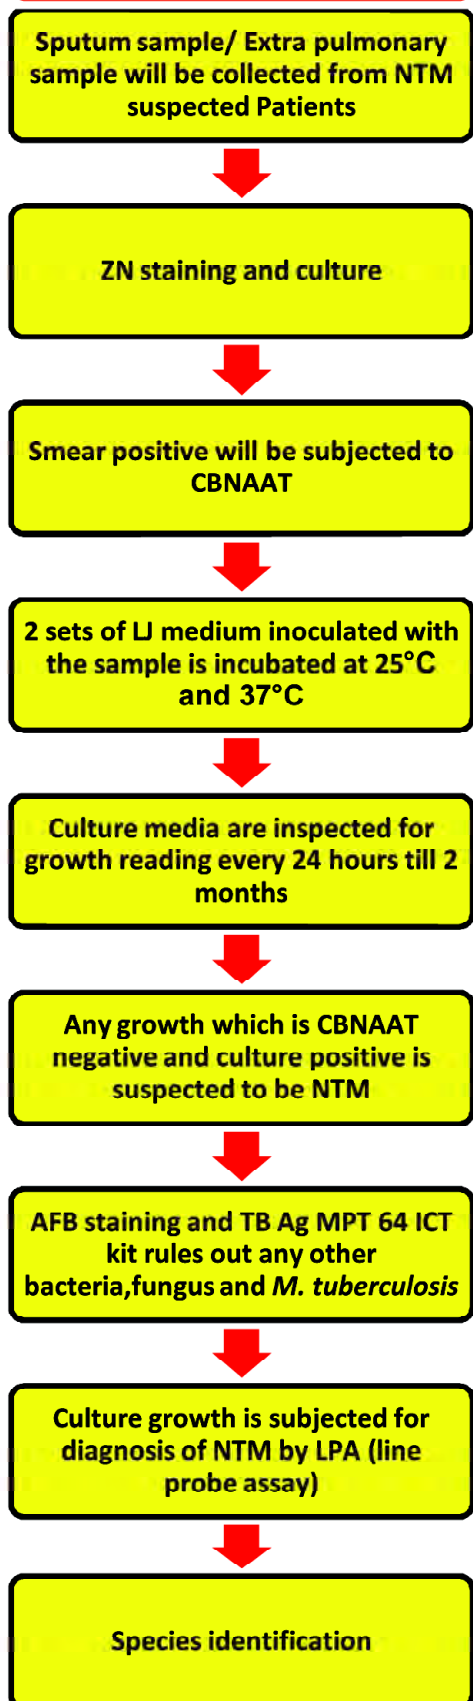 Sputum sample/ Extra pulmonary
sample will be collected from NTM
suspected Patients
ZN staining and culture
Smear positive will be subjected to
CBNAAT
2 sets of LJ medium inoculated with
the sample is incubated at 25°C
and 37°C
Culture media are inspected for
growth reading every 24 hours till 2
months
Any growth which is CBNAAT
negative and culture positive is
suspected to be NTM
AFB staining and TB Ag MPT 64 ICT
kit rules out any other
bacteria,fungus and M. tuberculosis
Culture growth is subjected for
diagnosis of NTM by LPA (line
probe assay)
Species identification